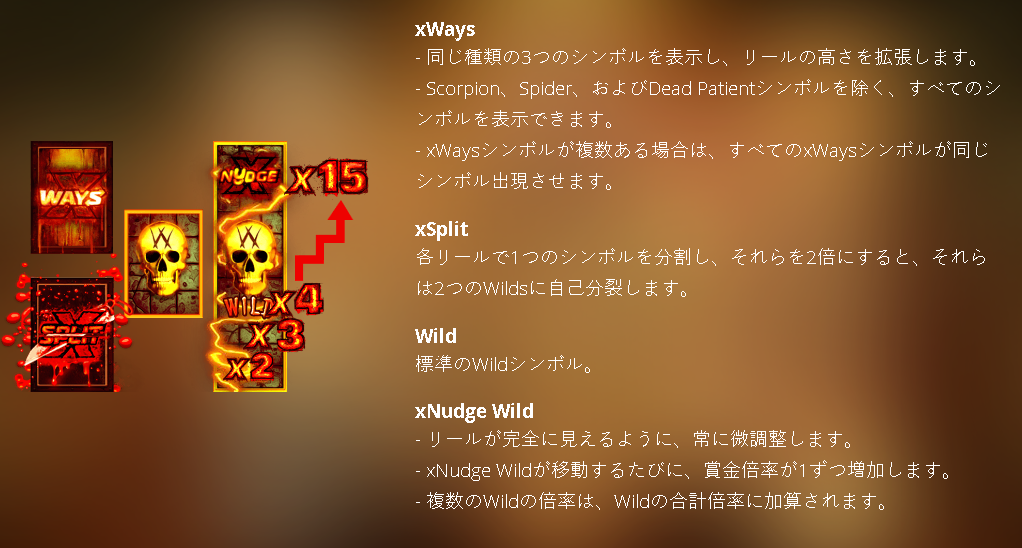 xWays
- 同じ種類の3つのシンボルを表示し、リールの高さを拡張します。
- Scorpion、Spider、およびDead Patientシンボルを除く、すべてのシ
ンボルを表示できます。
- xWaysシンボルが複数ある場合は、すべてのxWaysシンボルが同じ
シンボル出現させます。
xSplit
各リールで1つのシンボルを分割し、それらを2倍にすると、それら
は2つのWildsに自己分裂します。
Wild
標準のWildシンボル。
xNudge Wild
- リールが完全に見えるように、常に微調整します。
- xNudge Wildが移動するたびに、賞金倍率が1ずつ増加します。
- 複数のWildの倍率は、Wildの合計倍率に加算されます。
WAYS
SPLIT
NUDGE
x15
WILD
x4
x3
x2